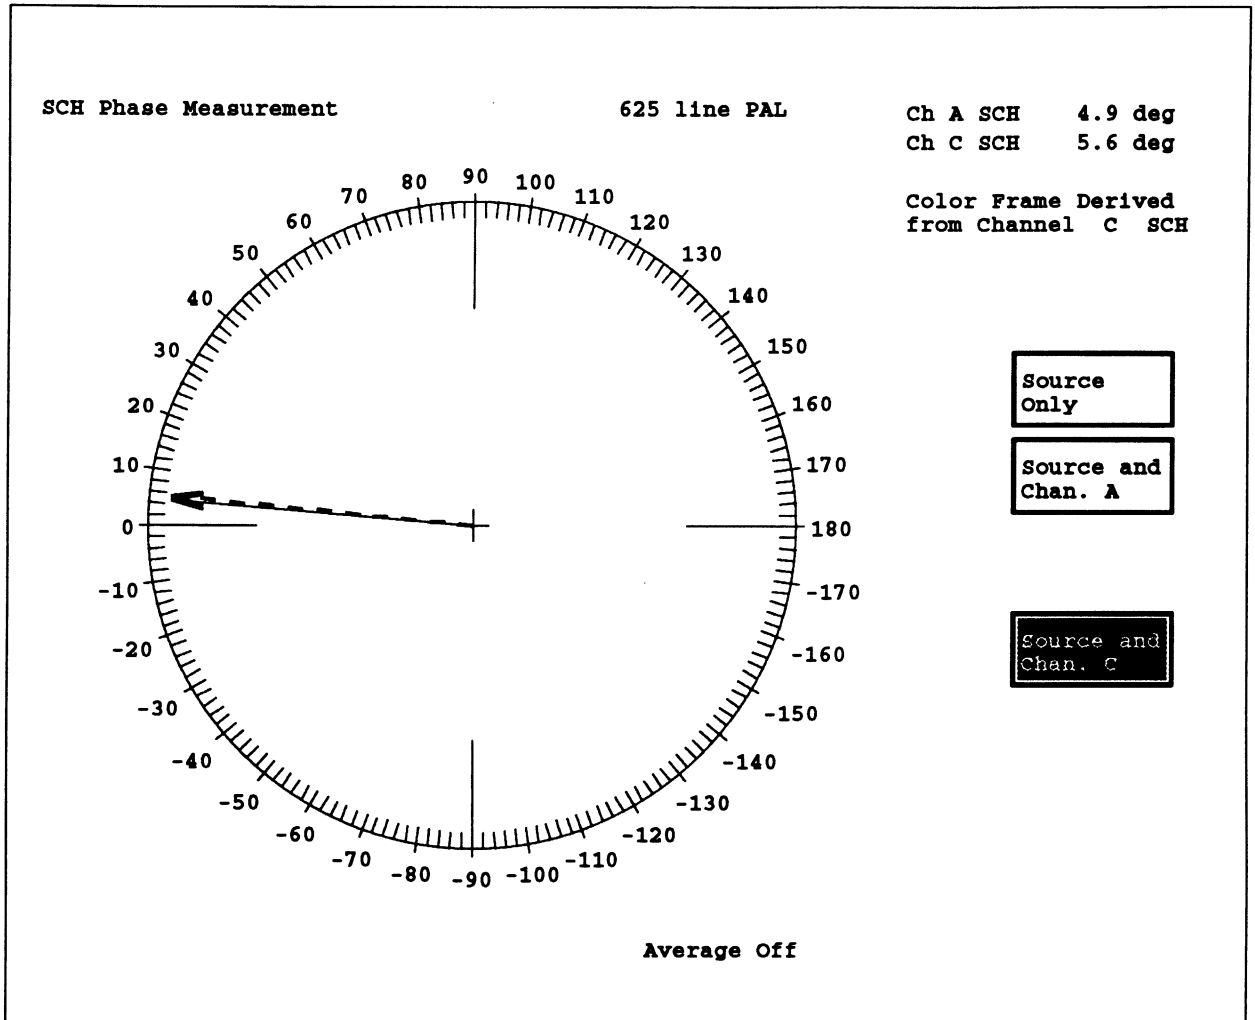 SCH Phase Measurement
625 line PAL
Ch A SCH 4.9 deg
Ch C SCH 5.6 deg
Color Frame Derived
from Channel C SCH
90
80
100
70
110
60
120
50
130
40
140
30
150
20
160
10
170
0
180
-10
-170
-20
-160
-30
-150
-40
-140
-50
-130
-60
-120
-70
-110
-80
-90
-100
Source
Only
Source and
Chan. A
Source and
Chan. C
Average Off